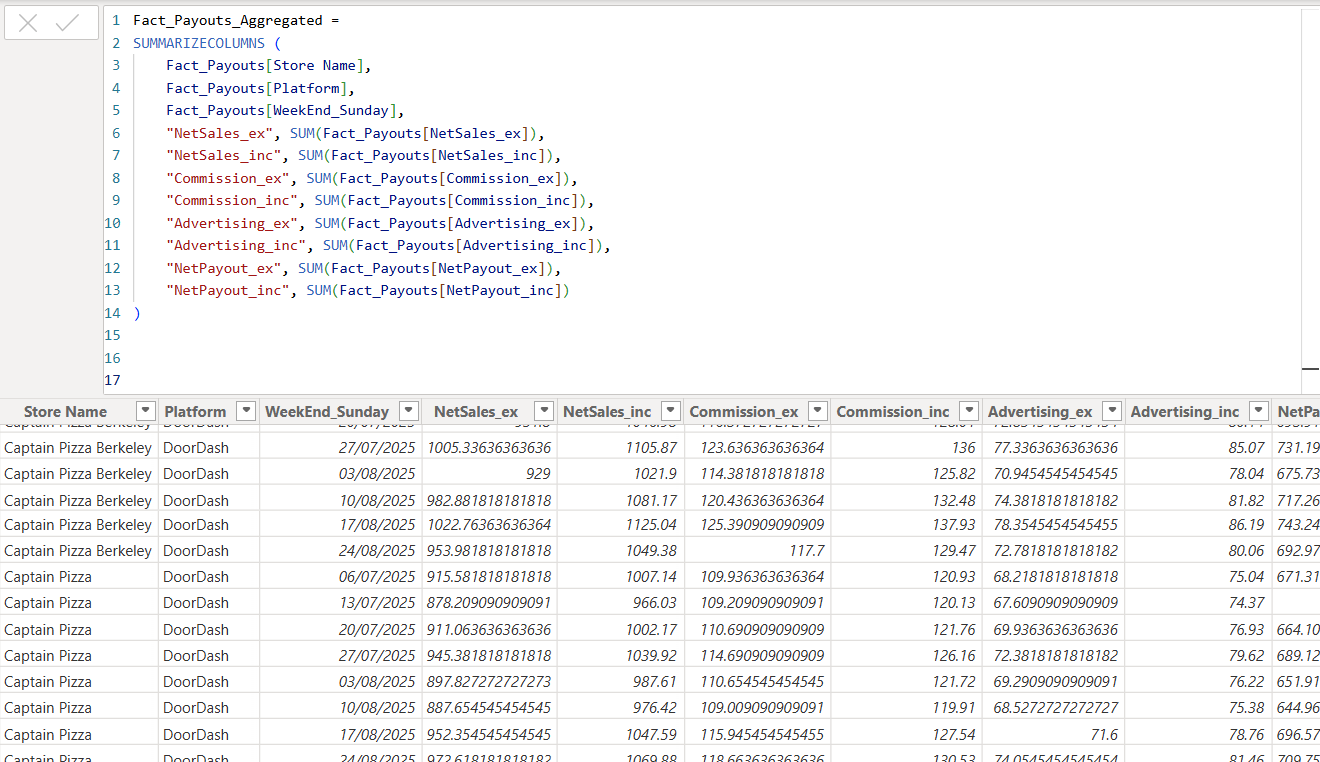 1 Fact_Payouts_Aggregated =
2 SUMMARIZECOLUMNS (
3 Fact_Payouts[Store Name],
4 Fact_Payouts[Platform],
5 Fact_Payouts[WeekEnd_Sunday],
6 "NetSales_ex", SUM(Fact_Payouts[NetSales_ex]),
7 "NetSales_inc", SUM(Fact_Payouts[NetSales_inc]),
8 "Commission_ex", SUM(Fact_Payouts[Commission_ex]),
9 "Commission_inc", SUM(Fact_Payouts[Commission_inc]),
10 "Advertising_ex", SUM(Fact_Payouts[Advertising_ex]),
11 "Advertising_inc", SUM(Fact_Payouts[Advertising_inc]),
12 "NetPayout_ex", SUM(Fact_Payouts[NetPayout_ex]),
13 "NetPayout_inc", SUM(Fact_Payouts[NetPayout_inc])
14 )
15
16
17
Store Name Platform WeekEnd_Sunday NetSales_ex NetSales_inc Commission_ex Commission_inc Advertising_ex Advertising_inc NetPa
Captain Pizza Berkeley DoorDash
Captain Pizza Berkeley DoorDash 27/07/2025 1005.33636363636 1105.87 123.636363636364 136 77.3363636363636 85.07 731.19
Captain Pizza Berkeley DoorDash 03/08/2025 929 1021.9 114.381818181818 125.82 70.9454545454545 78.04 675.73
Captain Pizza Berkeley DoorDash 10/08/2025 982.881818181818 1081.17 120.436363636364 132.48 74.3818181818182 81.82 717.26
Captain Pizza Berkeley DoorDash 17/08/2025 1022.76363636364 1125.04 125.390909090909 137.93 78.3545454545455 86.19 743.24
Captain Pizza Berkeley DoorDash 24/08/2025 953.981818181818 1049.38 117.7 129.47 72.7818181818182 80.06 692.97
Captain Pizza DoorDash 06/07/2025 915.581818181818 1007.14 109.936363636364 120.93 68.2181818181818 75.04 671.31
Captain Pizza DoorDash 13/07/2025 878.209090909091 966.03 109.209090909091 120.13 67.6090909090909 74.37
Captain Pizza DoorDash 20/07/2025 911.063636363636 1002.17 110.690909090909 121.76 69.9363636363636 76.93 664.10
Captain Pizza DoorDash 27/07/2025 945.381818181818 1039.92 114.690909090909 126.16 72.3818181818182 79.62 689.12
Captain Pizza DoorDash 03/08/2025 897.827272727273 987.61 110.654545454545 121.72 69.2909090909091 76.22 651.91
Captain Pizza DoorDash 10/08/2025 887.654545454545 976.42 109.009090909091 119.91 68.5272727272727 75.38 644.96
Captain Pizza DoorDash 17/08/2025 952.354545454545 1047.59 115.945454545455 127.54 71.6 78.76 696.57
Captain Pizza DoorDash 24/08/2025 972.618181818182 1069.88 118.663636363636 130.53 74.0545454545454 81.46 709.75